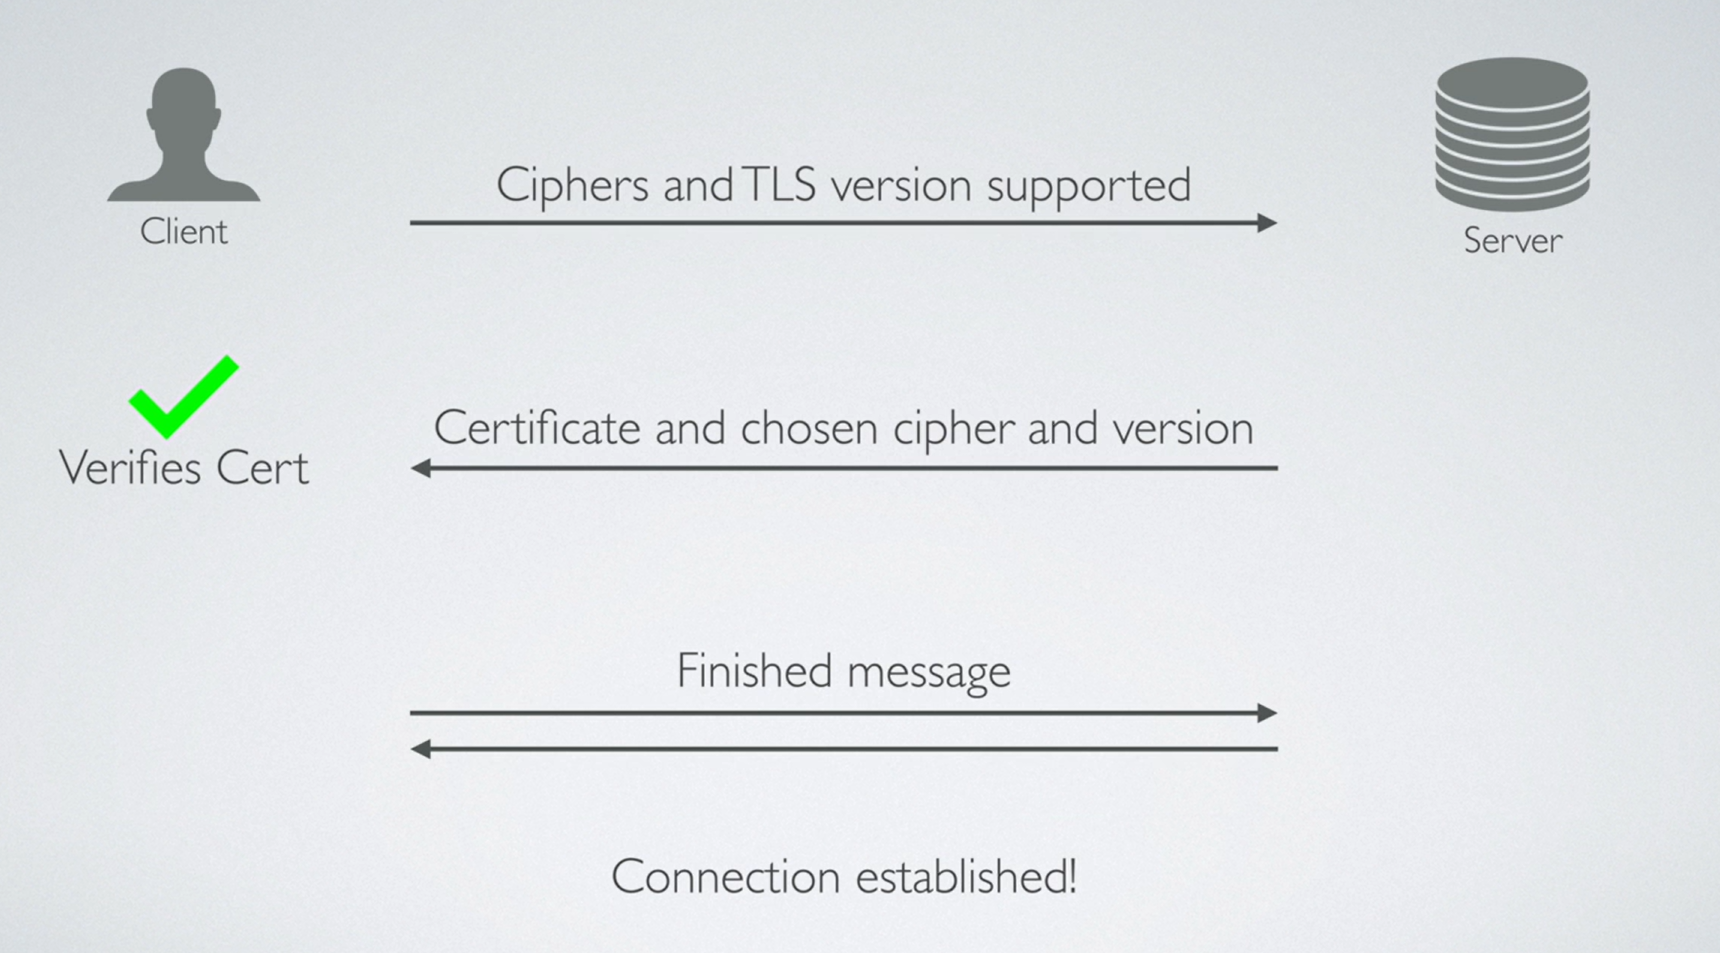 Client
Ciphers and TLS version supported
Server
Verifies Cert
Certificate and chosen cipher and version
Finished message
Connection established!